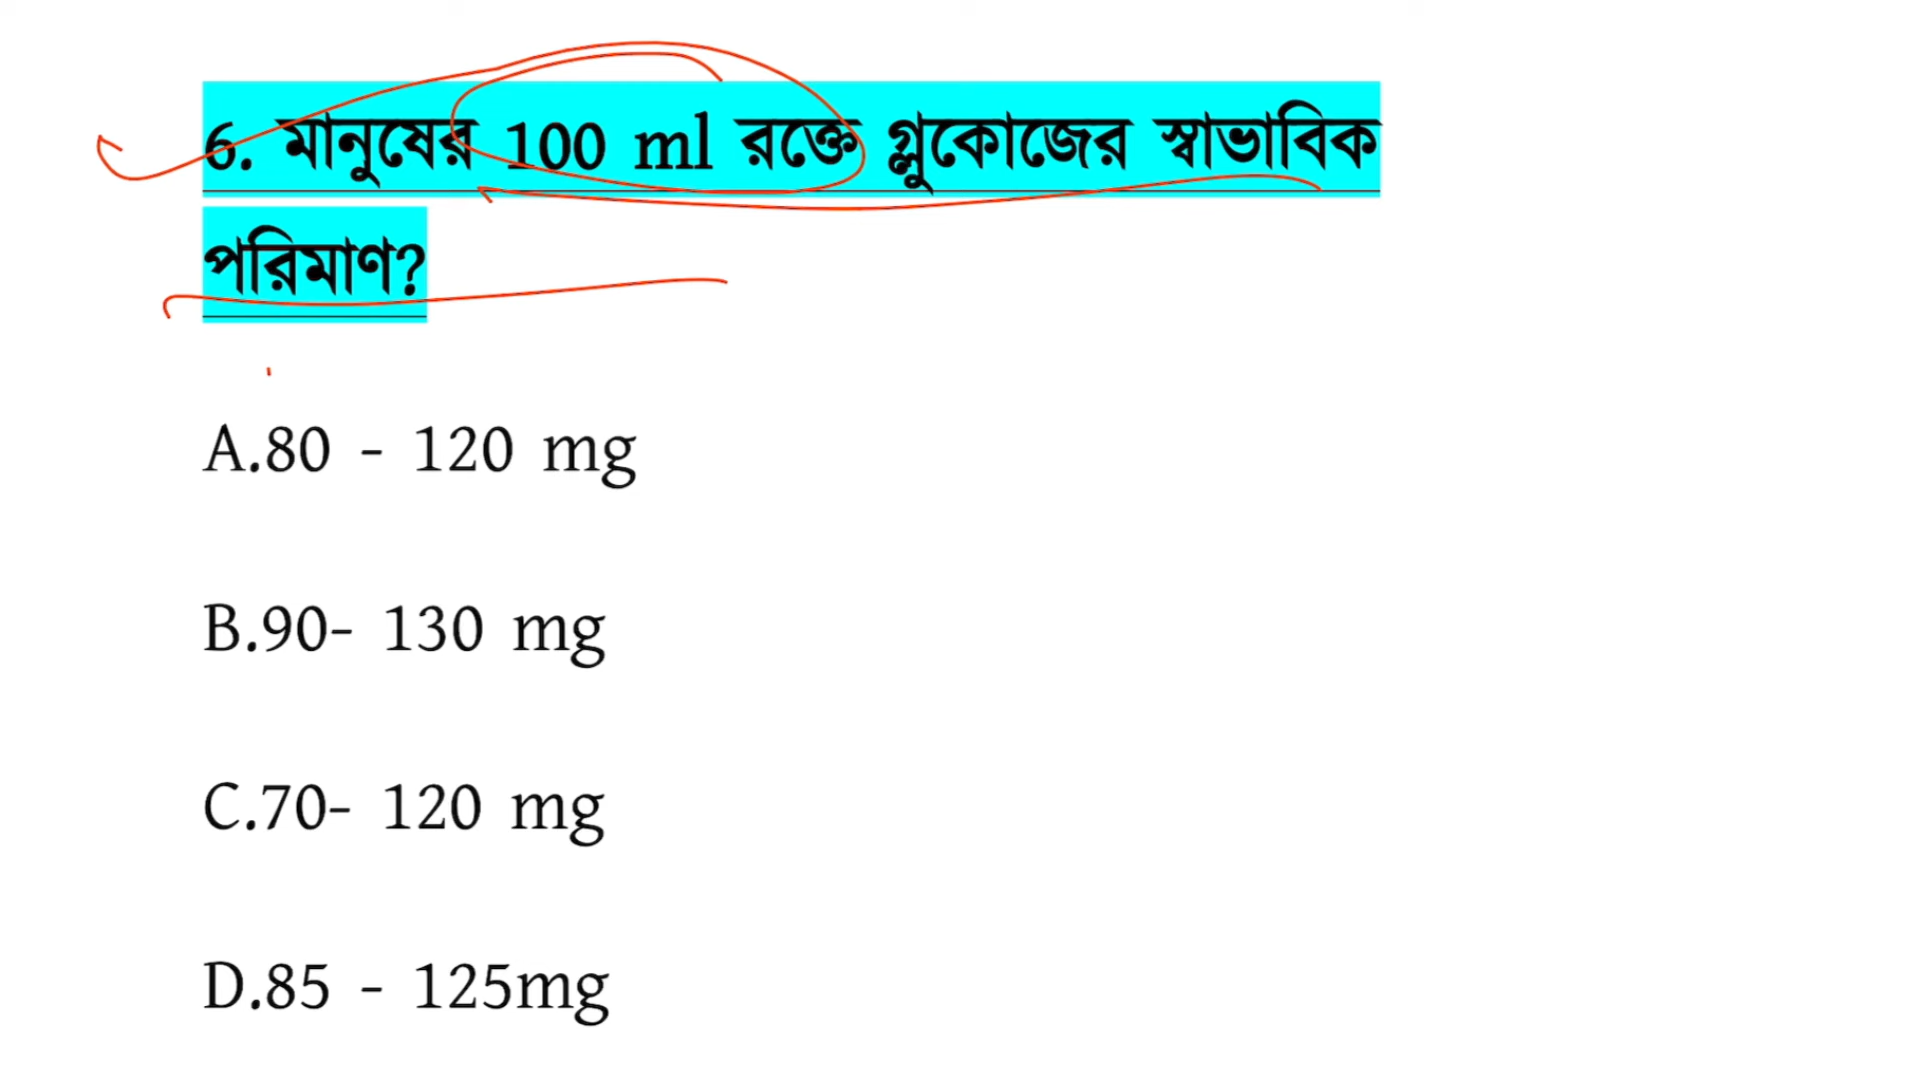 6. মানুষের 100 ml রক্তে গ্লুকোজের স্বাভাবিক
পরিমাণ?
A.80 - 120 mg
B.90- 130 mg
C.70- 120 mg
D.85 - 125mg